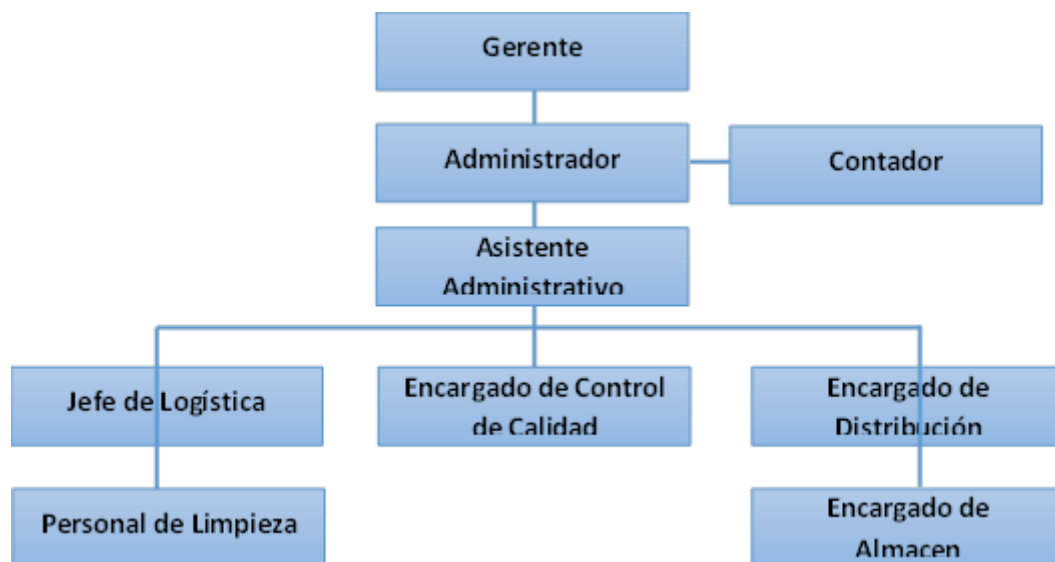 Gerente
Administrador
Contador
Asistente
Administrativo
Jefe de Logística
Encargado de Control
de Calidad
Encargado de
Distribución
Personal de Limpieza
Encargado de
Almacen